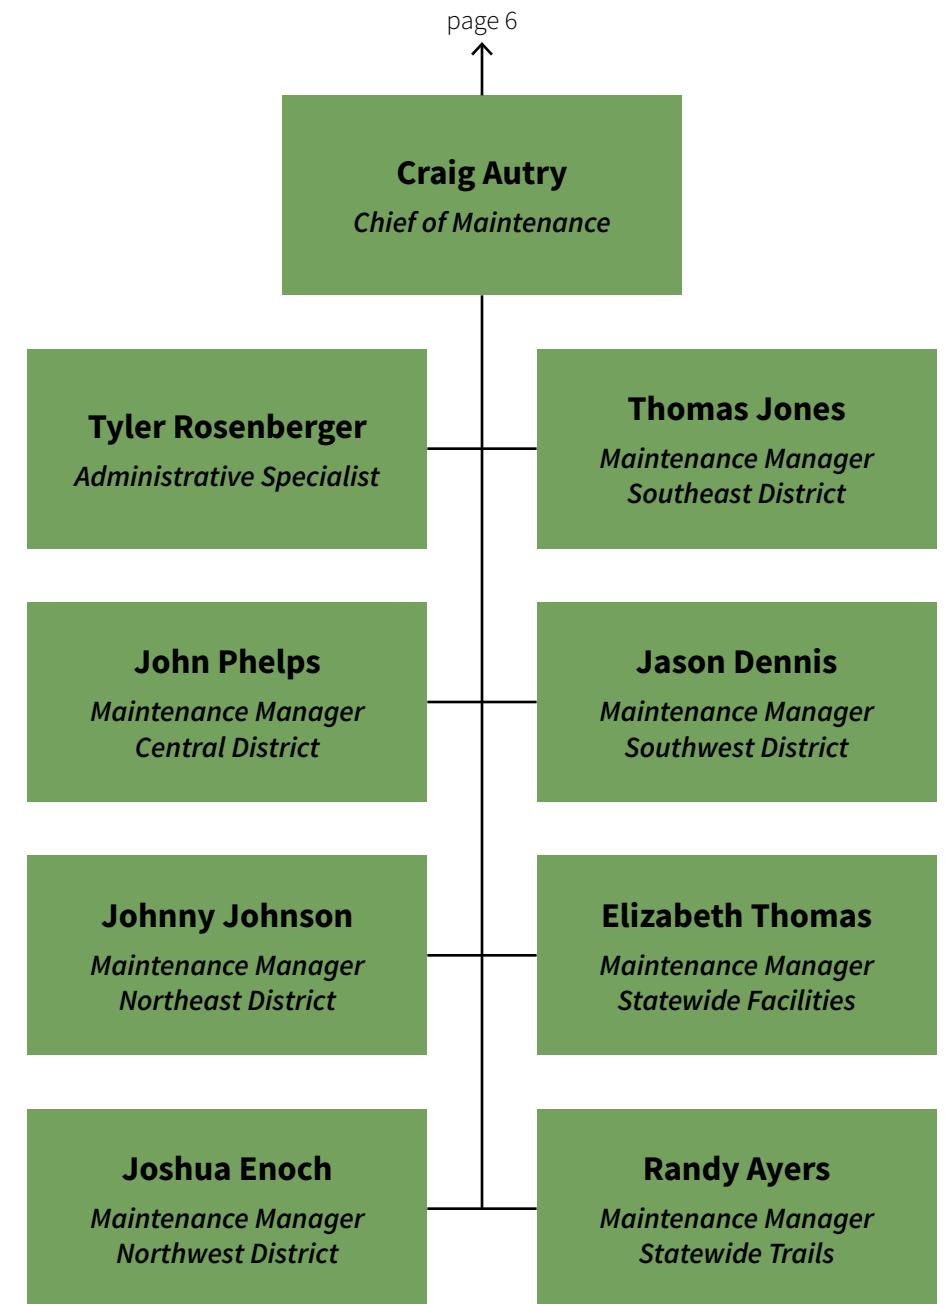 page 6
Craig Autry
Chief of Maintenance
Tyler Rosenberger
Administrative Specialist
Thomas Jones
Maintenance Manager
Southeast District
John Phelps
Maintenance Manager
Central District
Jason Dennis
Maintenance Manager
Southwest District
Johnny Johnson
Maintenance Manager
Northeast District
Elizabeth Thomas
Maintenance Manager
Statewide Facilities
Joshua Enoch
Maintenance Manager
Northwest District
Randy Ayers
Maintenance Manager
Statewide Trails